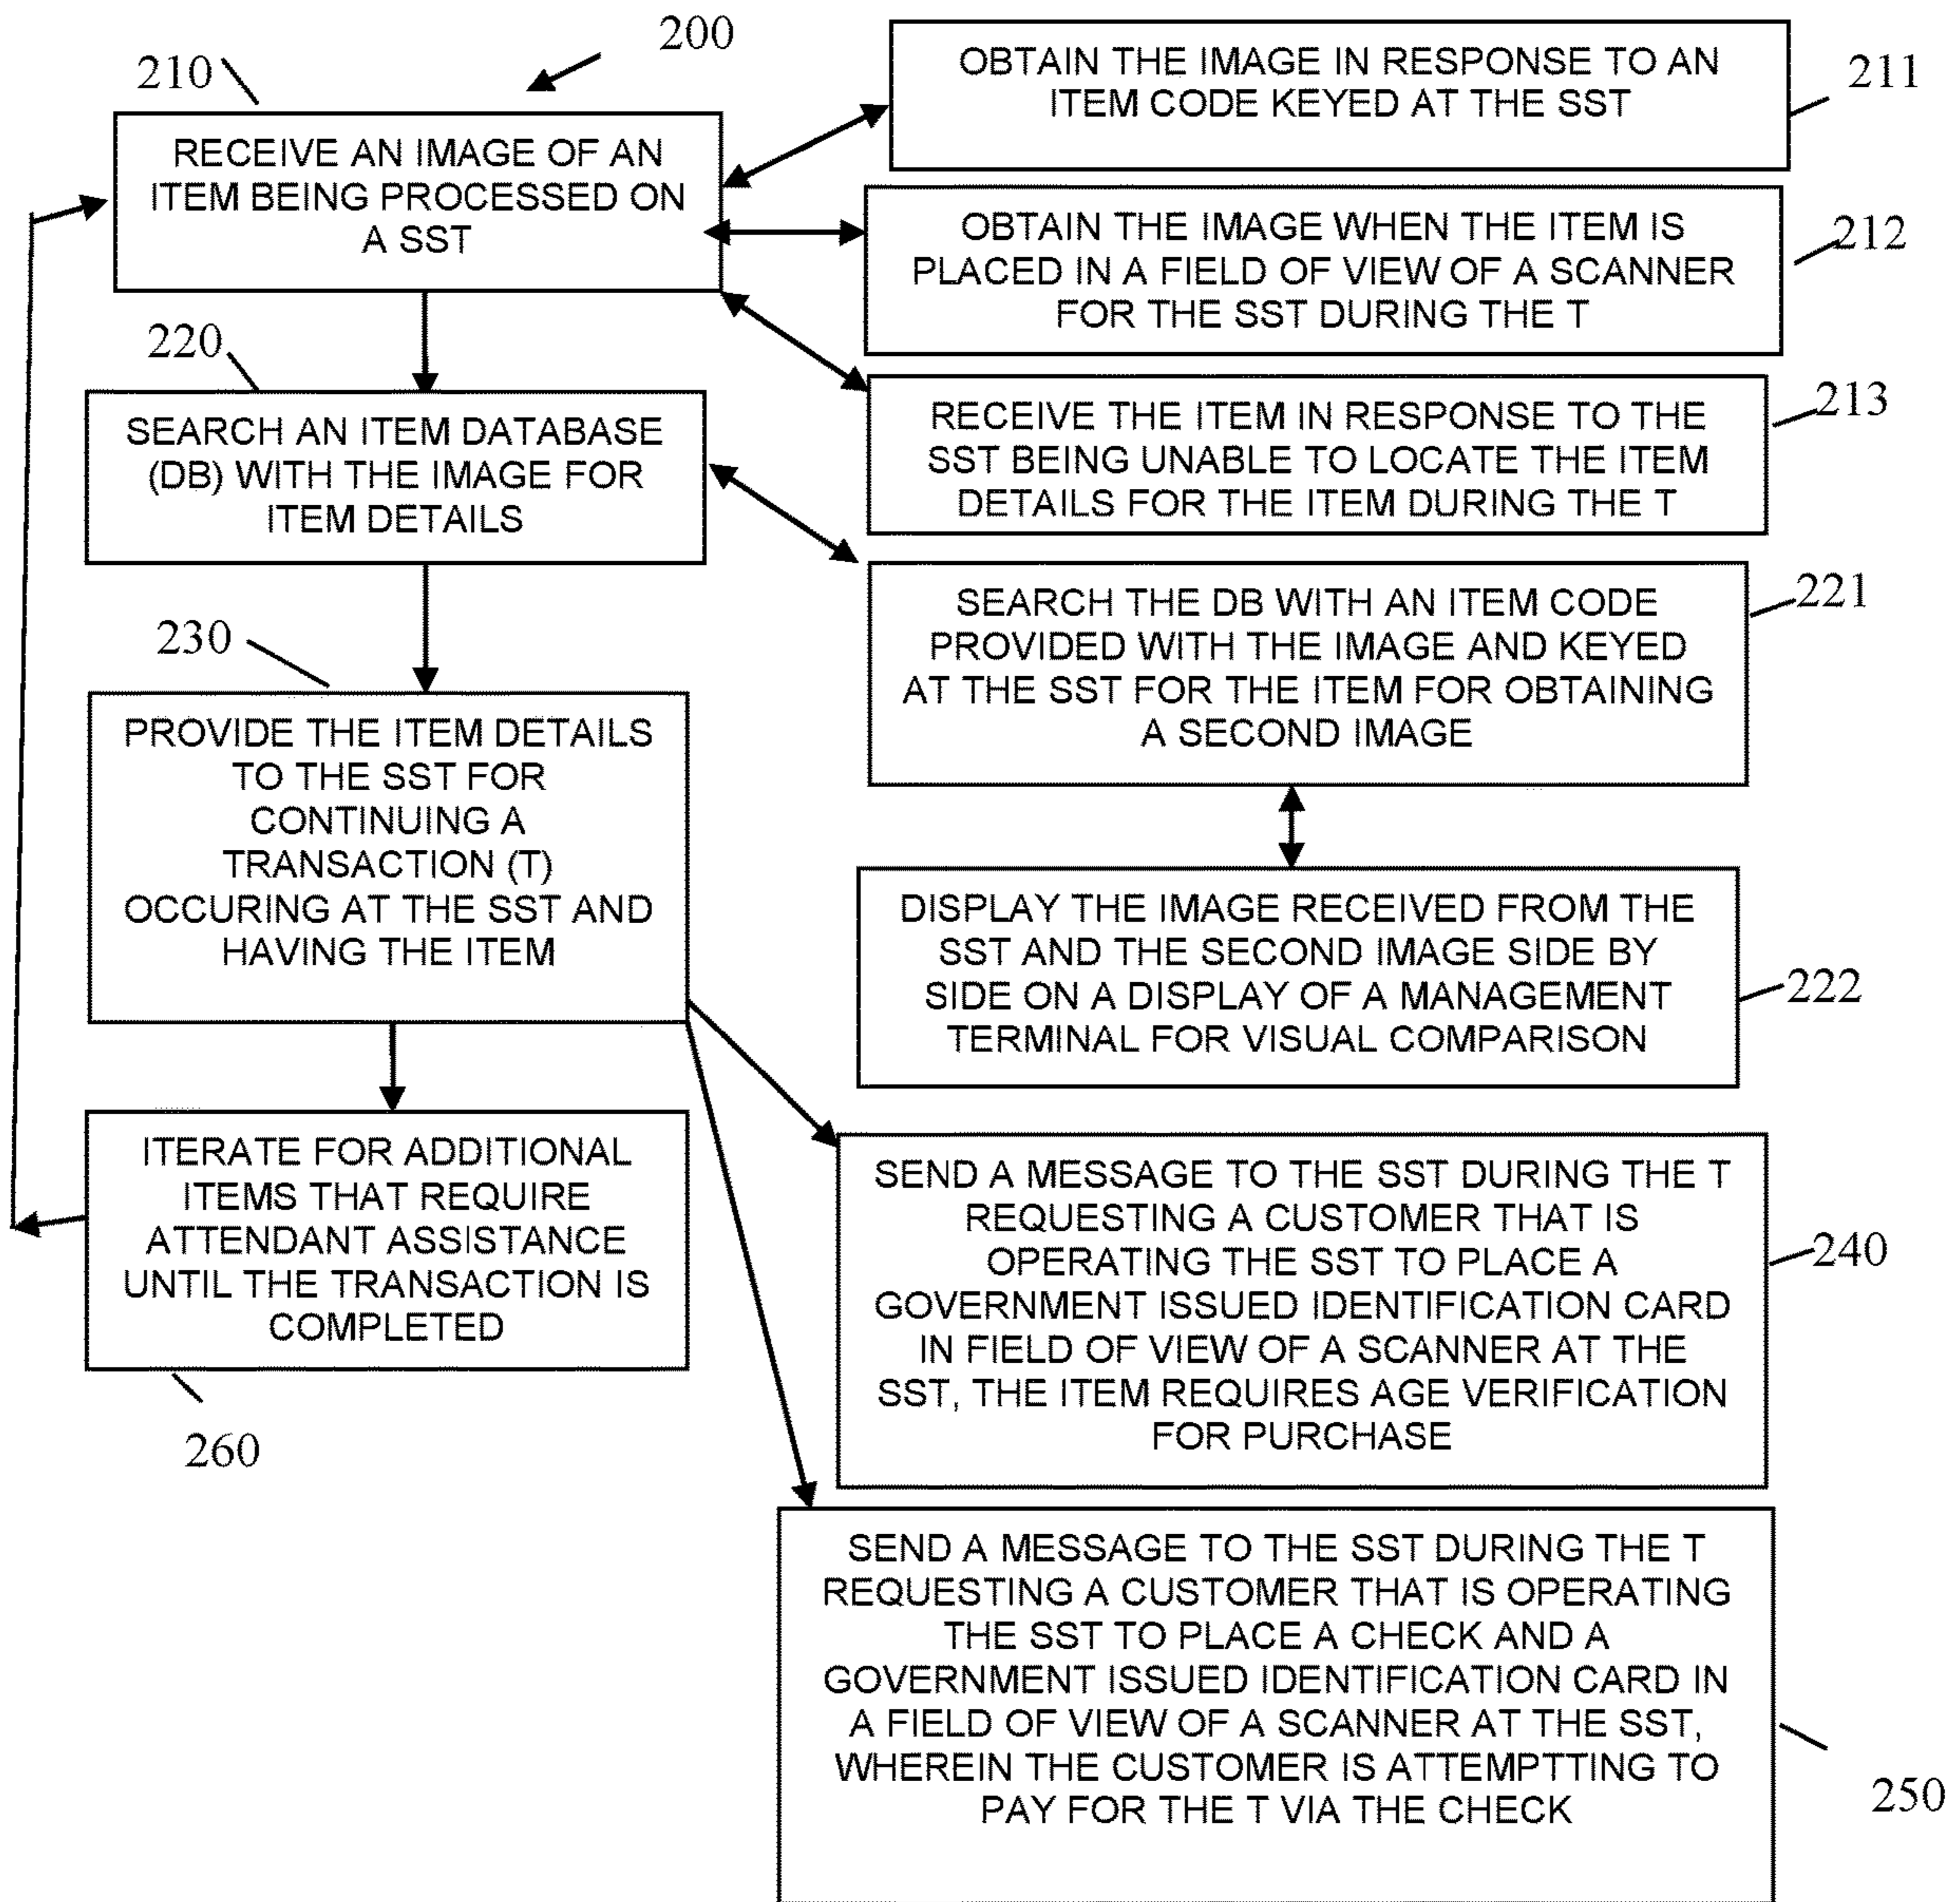 200
210
RECEIVE AN IMAGE OF AN
ITEM BEING PROCESSED ON
A SST
OBTAIN THE IMAGE IN RESPONSE TO AN
ITEM CODE KEYED AT THE SST
211
OBTAIN THE IMAGE WHEN THE ITEM IS
PLACED IN A FIELD OF VIEW OF A SCANNER
FOR THE SST DURING THE T
212
RECEIVE THE ITEM IN RESPONSE TO THE
SST BEING UNABLE TO LOCATE THE ITEM
DETAILS FOR THE ITEM DURING THE T
213
220
SEARCH AN ITEM DATABASE
(DB) WITH THE IMAGE FOR
ITEM DETAILS
SEARCH THE DB WITH AN ITEM CODE
PROVIDED WITH THE IMAGE AND KEYED
AT THE SST FOR THE ITEM FOR OBTAINING
A SECOND IMAGE
221
DISPLAY THE IMAGE RECEIVED FROM THE
SST AND THE SECOND IMAGE SIDE BY
SIDE ON A DISPLAY OF A MANAGEMENT
TERMINAL FOR VISUAL COMPARISON
222
230
PROVIDE THE ITEM DETAILS
TO THE SST FOR
CONTINUING A
TRANSACTION (T)
OCCURING AT THE SST AND
HAVING THE ITEM
SEND A MESSAGE TO THE SST DURING THE T
REQUESTING A CUSTOMER THAT IS
OPERATING THE SST TO PLACE A
GOVERNMENT ISSUED IDENTIFICATION CARD
IN FIELD OF VIEW OF A SCANNER AT THE
SST, THE ITEM REQUIRES AGE VERIFICATION
FOR PURCHASE
240
SEND A MESSAGE TO THE SST DURING THE T
REQUESTING A CUSTOMER THAT IS OPERATING
THE SST TO PLACE A CHECK AND A
GOVERNMENT ISSUED IDENTIFICATION CARD IN
A FIELD OF VIEW OF A SCANNER AT THE SST,
WHEREIN THE CUSTOMER IS ATTEMPTTING TO
PAY FOR THE T VIA THE CHECK
250
ITERATE FOR ADDITIONAL
ITEMS THAT REQUIRE
ATTENDANT ASSISTANCE
UNTIL THE TRANSACTION IS
COMPLETED
260